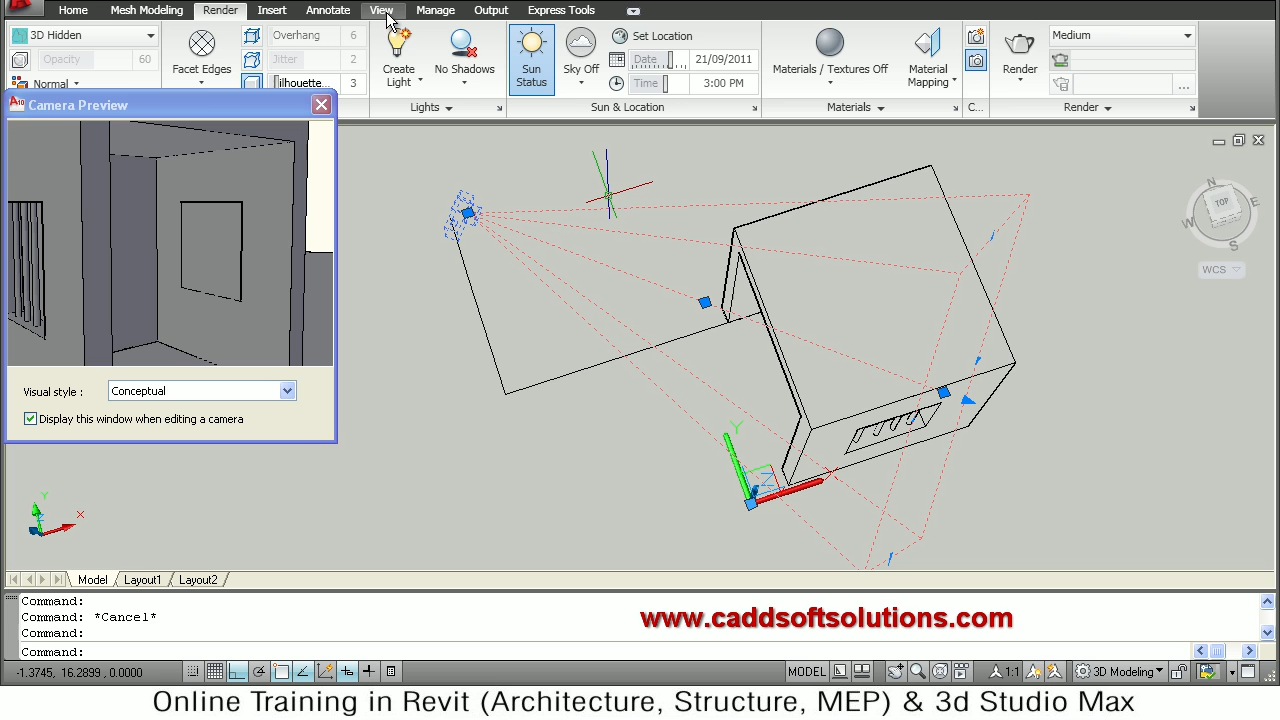 Home Mesh Modeling Render Insert Annotate View Manage Output Express Tools
3D Hidden
Opacity 60
Normal
Facet Edges
Overhang 6
Jitter 2
ilhouette... 3
Create Light
No Shadows
Lights
Sun Status
Sky Off
Set Location
Date 21/09/2011
Time 3:00 PM
Sun & Location
Materials / Textures Off
Material Mapping
Materials
C...
Render
Medium
...
Render
Camera Preview
Visual style : Conceptual
Display this window when editing a camera
N
W TOP E
S
WCS
Y
Z
Y
X
Model Layout1 Layout2
Command:
Command: *Cancel*
Command:
Command:
www.caddsoftsolutions.com
-1.3745, 16.2899, 0.0000
MODEL
1:1
3D Modeling
Online Training in Revit (Architecture, Structure, MEP) & 3d Studio Max